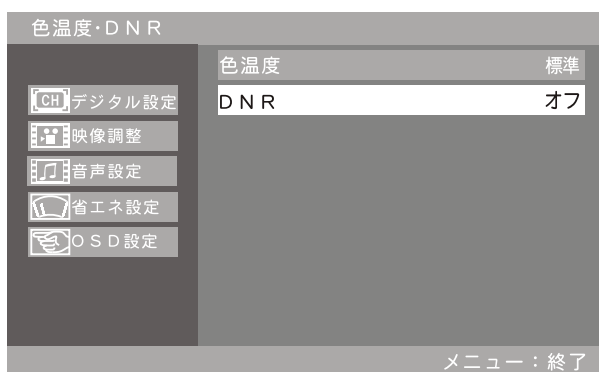 色温度・ＤＮＲ
色温度 標準
ＤＮＲ オフ
CH デジタル設定
映像調整
音声設定
省エネ設定
ＯＳＤ設定
メニュー：終了